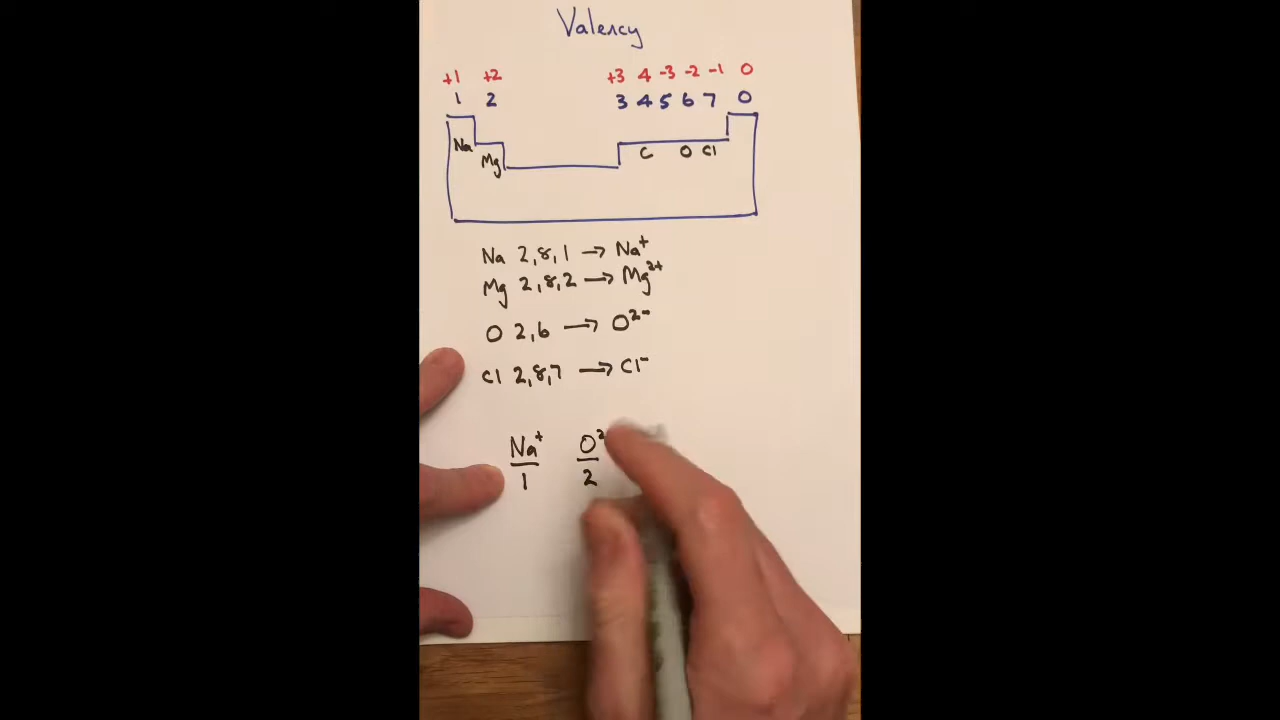 Valency
+1 +2 +3 4 -3 -2 -1 0
1 2 3 4 5 6 7 0
Na Mg C O Cl
Na 2,8,1 → Na⁺
Mg 2,8,2 → Mg²⁺
O 2,6 → O²⁻
Cl 2,8,7 → Cl⁻
Na⁺ O²
1 2